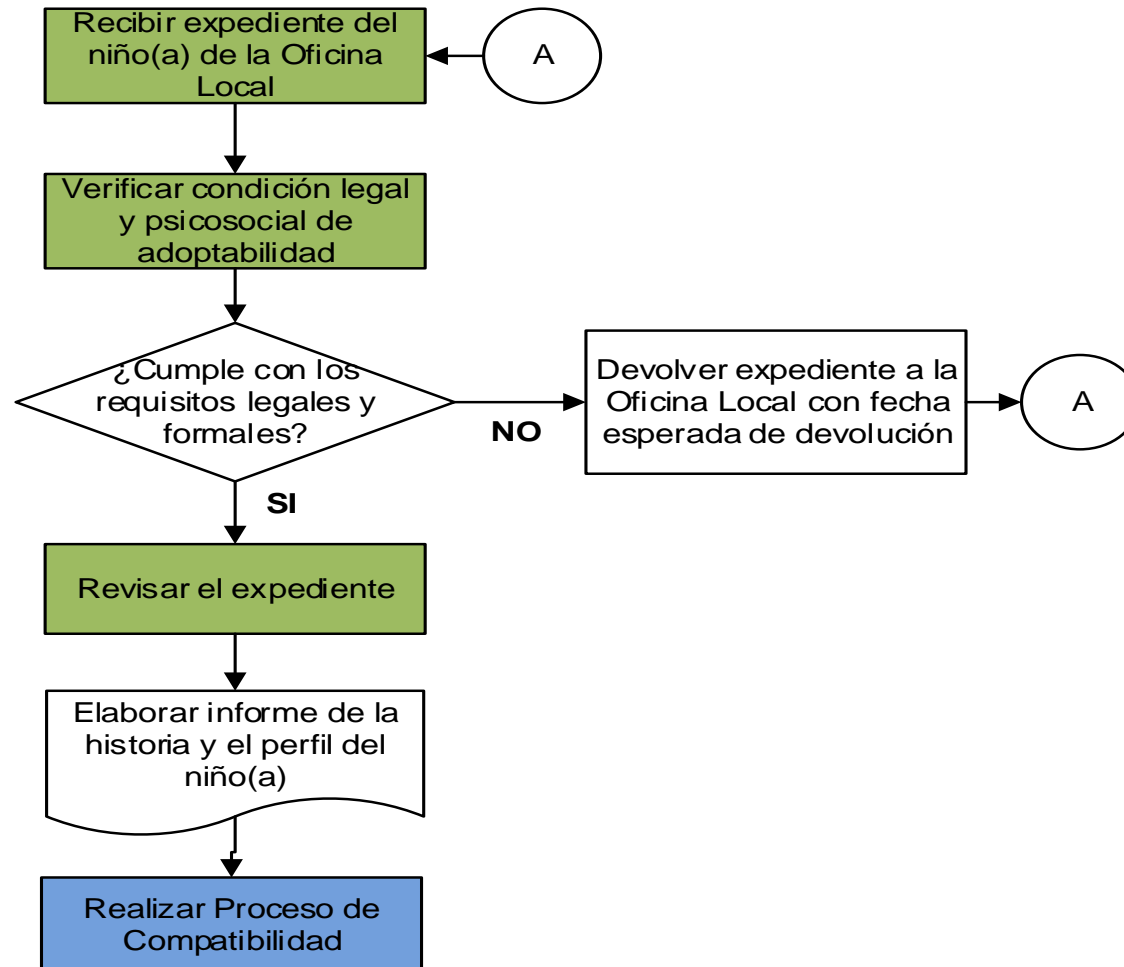 Recibir expediente del
niño(a) de la Oficina
Local
A
Verificar condición legal
y psicosocial de
adoptabilidad
¿Cumple con los
requisitos legales y
formales?
NO
Devolver expediente a la
Oficina Local con fecha
esperada de devolución
A
SI
Revisar el expediente
Elaborar informe de la
historia y el perfil del
niño(a)
Realizar Proceso de
Compatibilidad